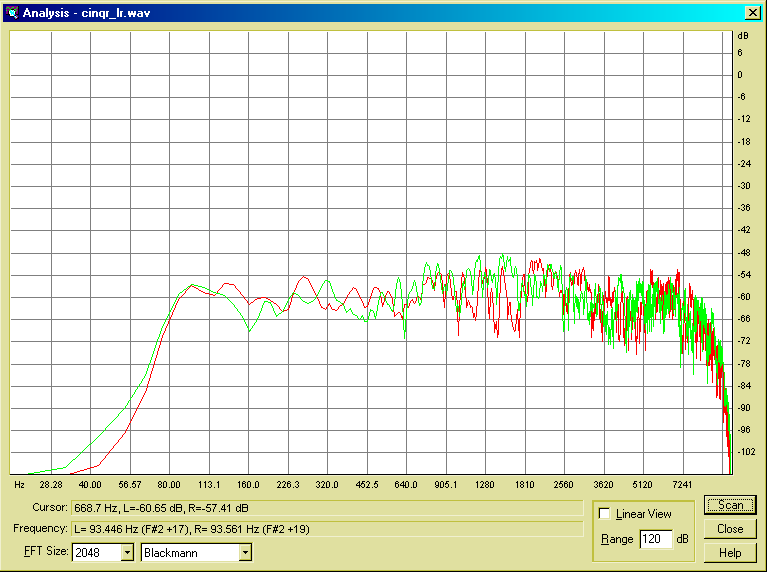 Analysis - cinqr_lr.wav
dB
6
0
-6
-12
-18
-24
-30
-36
-42
-48
-54
-60
-66
-72
-78
-84
-90
-96
-102
Hz 28.28 40.00 56.57 80.00 113.1 160.0 226.3 320.0 452.5 640.0 905.1 1280 1810 2560 3620 5120 7241
Cursor: 668.7 Hz, L=-60.65 dB, R=-57.41 dB
Frequency: L= 93.446 Hz (F#2 +17), R= 93.561 Hz (F#2 +19)
FFT Size: 2048 Blackmann
Linear View
Range 120 dB
Scan
Close
Help